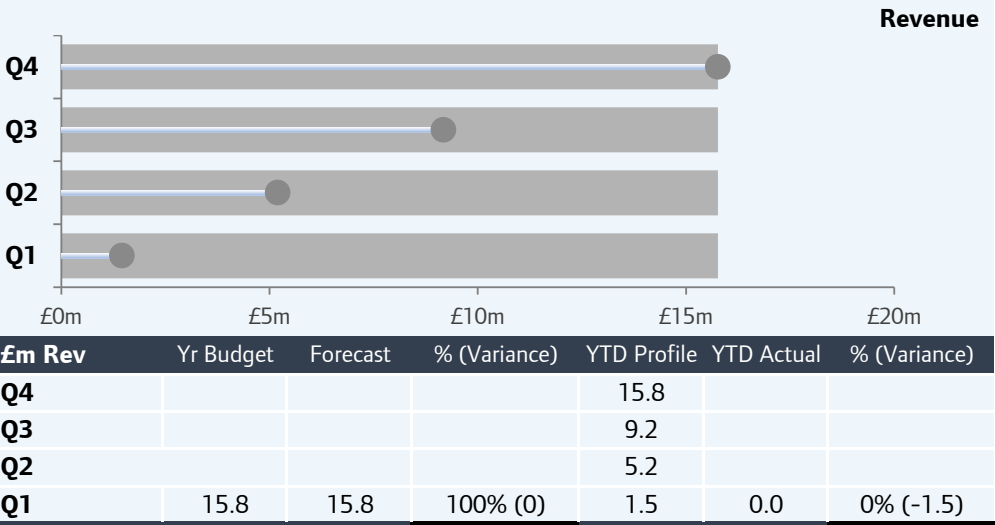 Revenue
Q4
Q3
Q2
Q1
£0m £5m £10m £15m £20m
£m Rev Yr Budget Forecast % (Variance) YTD Profile YTD Actual % (Variance)
Q4 15.8
Q3 9.2
Q2 5.2
Q1 15.8 15.8 100% (0) 1.5 0.0 0% (-1.5)